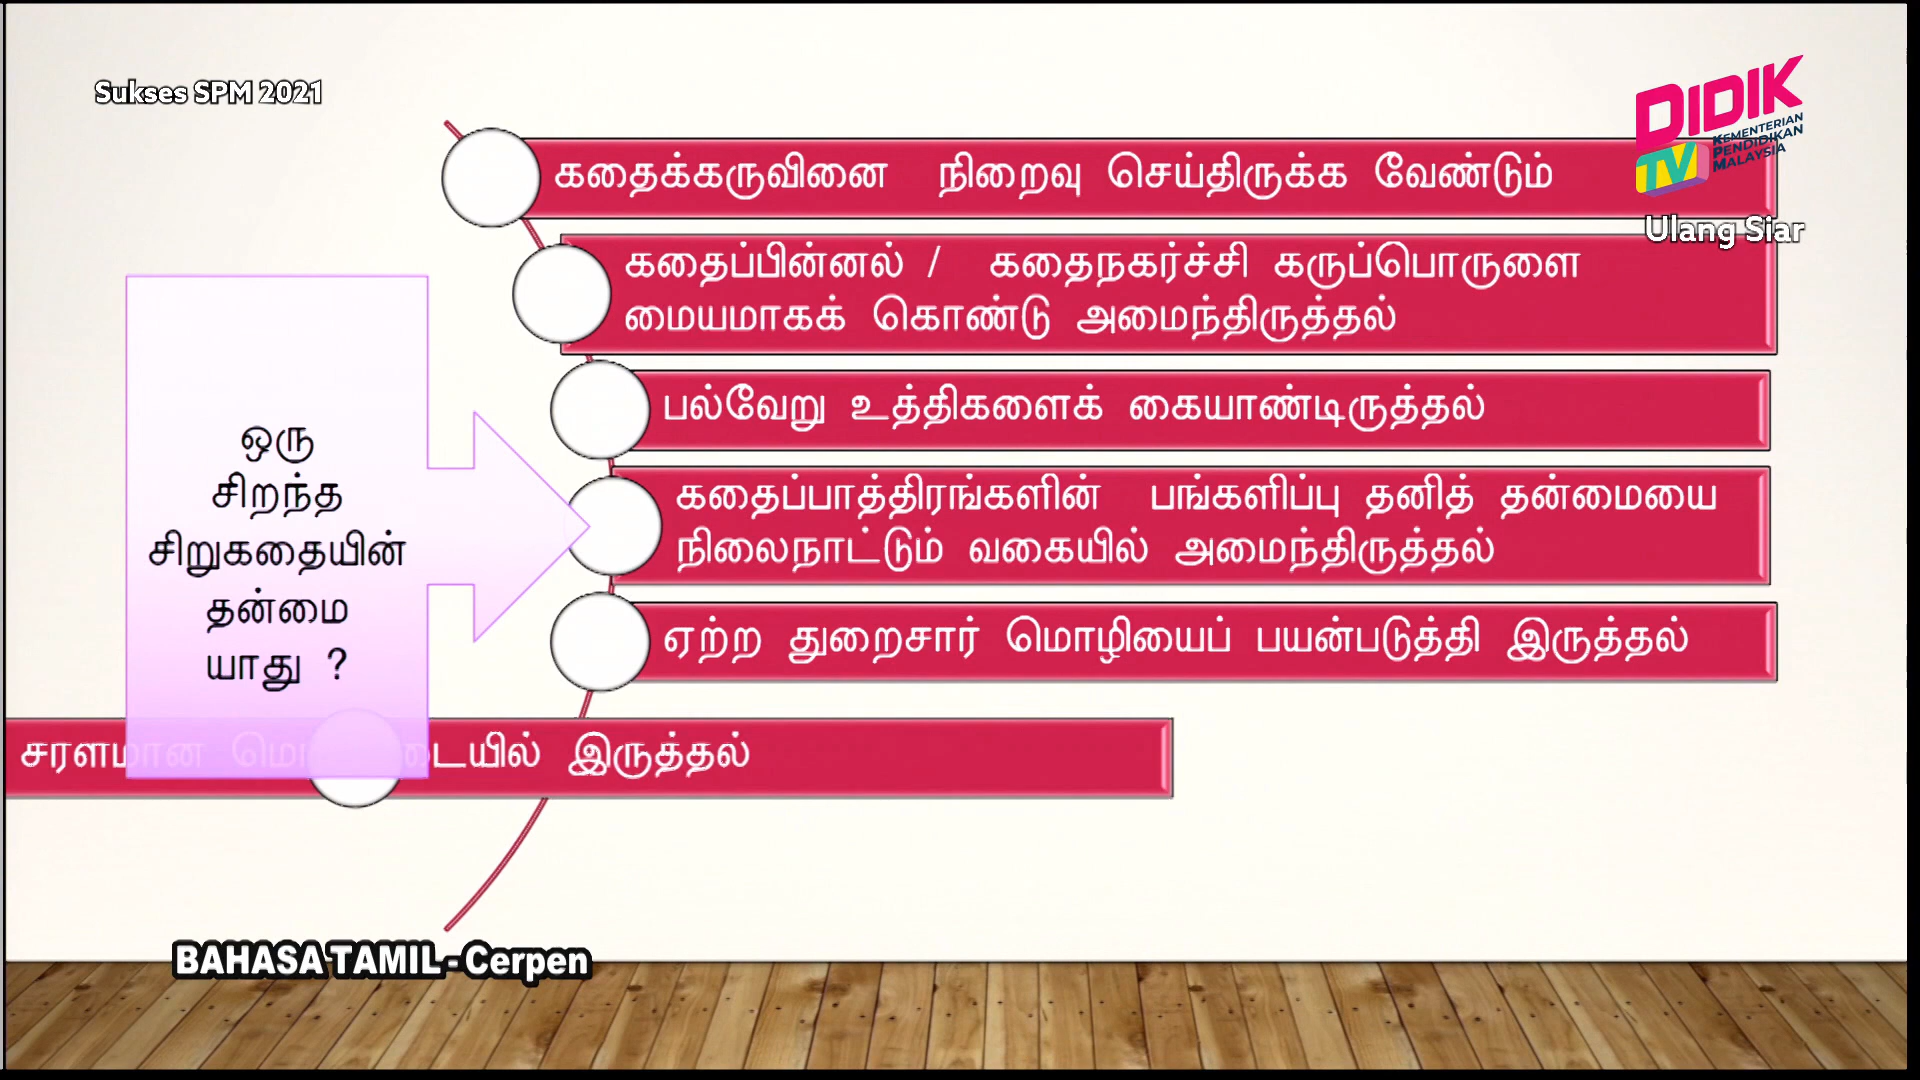 Sukses SPM 2021
DIDIK
TV
KEMENTERIAN
PENDIDIKAN
MALAYSIA
Ulang Siar
ஒரு
சிறந்த
சிறுகதையின்
தன்மை
யாது ?
கதைக்கருவினை நிறைவு செய்திருக்க வேண்டும்
கதைப்பின்னல் / கதைநகர்ச்சி கருப்பொருளை
மையமாகக் கொண்டு அமைந்திருத்தல்
பல்வேறு உத்திகளைக் கையாண்டிருத்தல்
கதைப்பாத்திரங்களின் பங்களிப்பு தனித் தன்மையை
நிலைநாட்டும் வகையில் அமைந்திருத்தல்
ஏற்ற துறைசார் மொழியைப் பயன்படுத்தி இருத்தல்
சரளமான இருத்தல்
BAHASA TAMIL - Cerpen